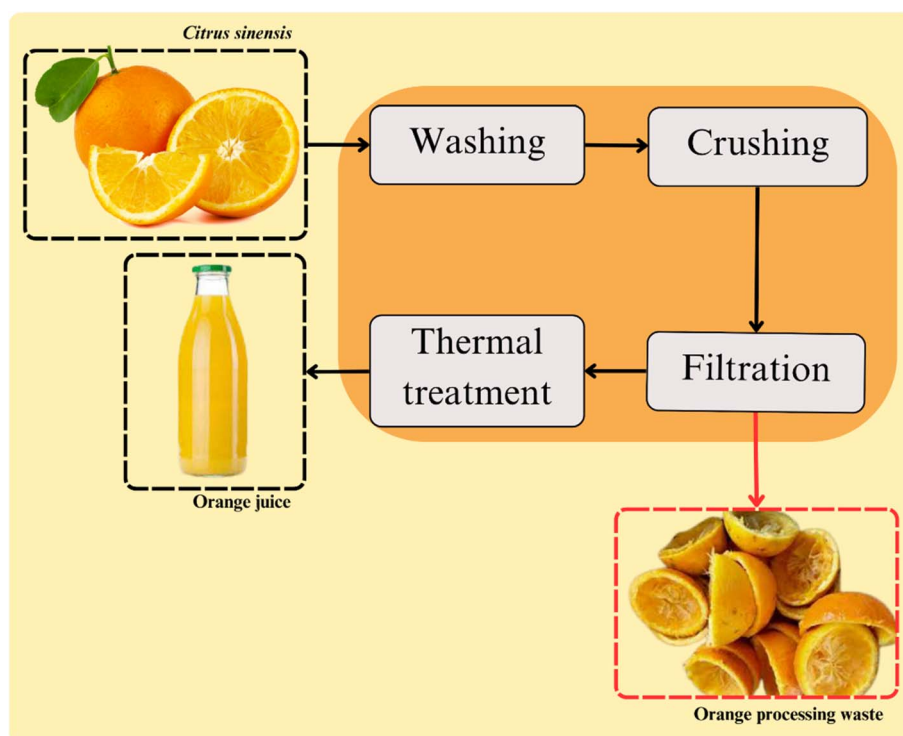 Citrus sinensis
Washing
Crushing
Thermal
treatment
Filtration
Orange juice
Orange processing waste